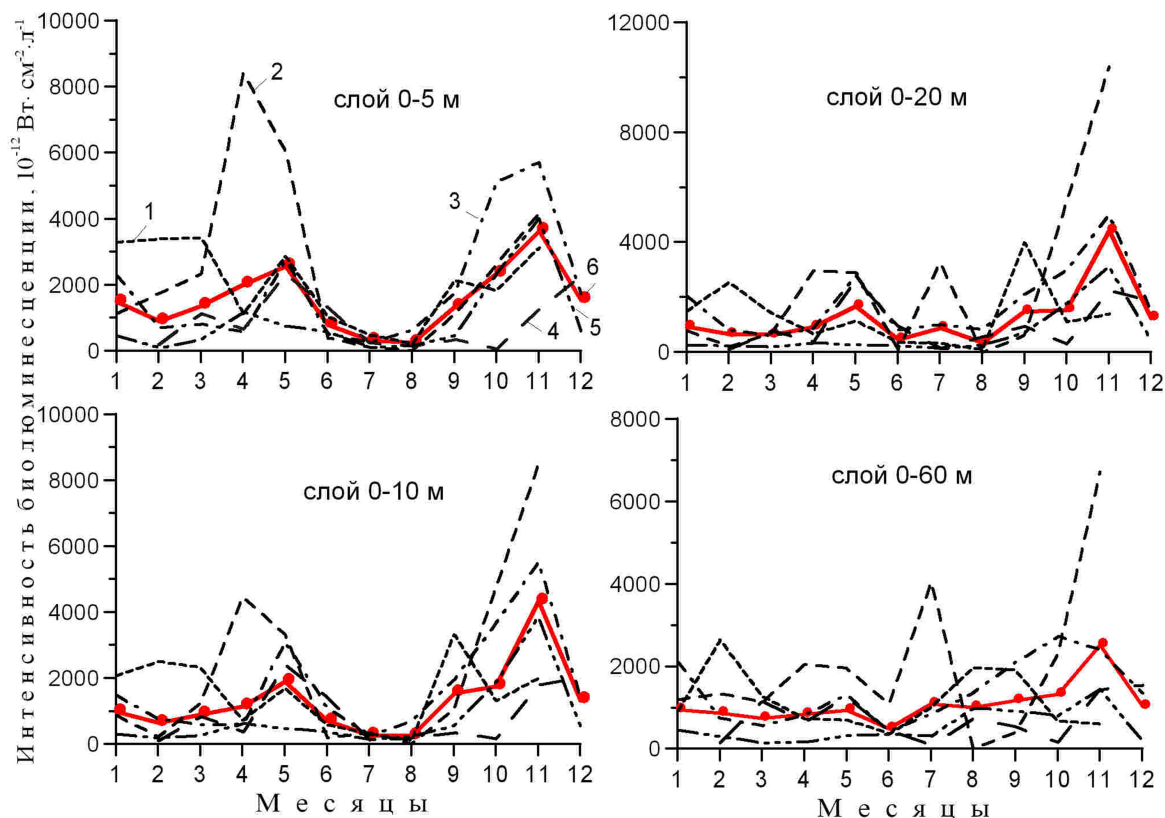 Интенсивность биолюминесценции, 10⁻¹² Вт·см⁻²·л⁻¹
10000
8000
6000
4000
2000
0
1 2 3 4 5 6 7 8 9 10 11 12
слой 0-5 м
1
2
3
4
5
6
12000
8000
4000
0
1 2 3 4 5 6 7 8 9 10 11 12
слой 0-20 м
10000
8000
6000
4000
2000
0
1 2 3 4 5 6 7 8 9 10 11 12
слой 0-10 м
Месяцы
8000
6000
4000
2000
0
1 2 3 4 5 6 7 8 9 10 11 12
слой 0-60 м
Месяцы